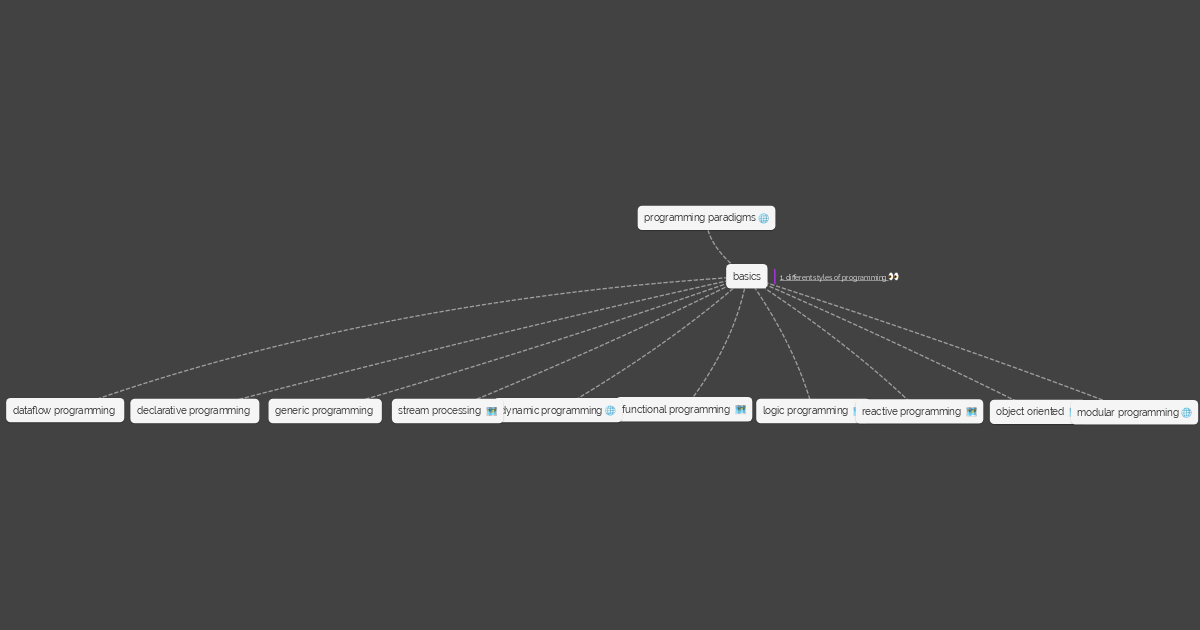 programming paradigms
basics
1. different styles of programming
dataflow programming
declarative programming
generic programming
stream processing
dynamic programming
functional programming
logic programming
reactive programming
object oriented
modular programming